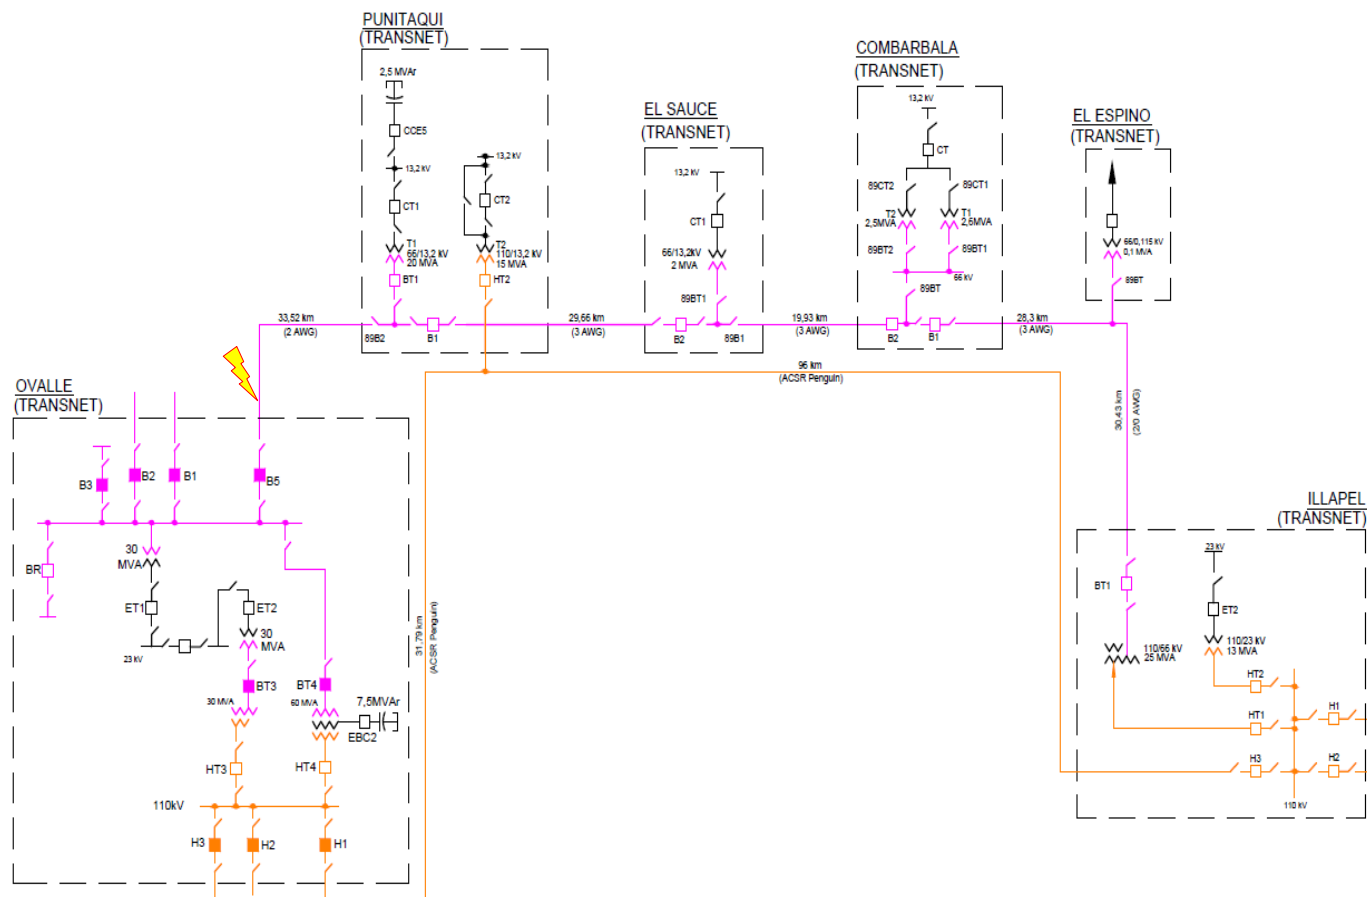 PUNITAQUI
(TRANSNET)
2,5 MVAr
CCE5
13,2 kV
CT1
T1
66/13,2 kV
20 MVA
BT1
13,2 kV
CT2
T2
110/13,2 kV
15 MVA
HT2
33,52 km
(2 AWG)
89B2
B1
29,66 km
(3 AWG)
EL SAUCE
(TRANSNET)
13,2 kV
CT1
66/13,2kV
2 MVA
89BT1
B2
89B1
19,93 km
(3 AWG)
COMBARBALA
(TRANSNET)
13,2 kV
CT
89CT2
89CT1
T2
2,5MVA
T1
2,6MVA
89BT2
89BT1
66 kV
89BT
B2
B1
28,3 km
(3 AWG)
EL ESPINO
(TRANSNET)
66/0,115 kV
0,1 MVA
89BT
96 km
(ACSR Penguin)
30,43 km
(2/0 AWG)
OVALLE
(TRANSNET)
B3
B2
B1
B5
BR
30
MVA
ET1
ET2
30
MVA
23 kV
BT3
BT4
30 MVA
60 MVA
7,5MVAr
EBC2
HT3
HT4
110kV
H3
H2
H1
31,79 km
(ACSR Penguin)
ILLAPEL
(TRANSNET)
23 kV
BT1
ET2
110/66 kV
25 MVA
110/23 kV
13 MVA
HT2
HT1
H1
H3
H2
110 kV